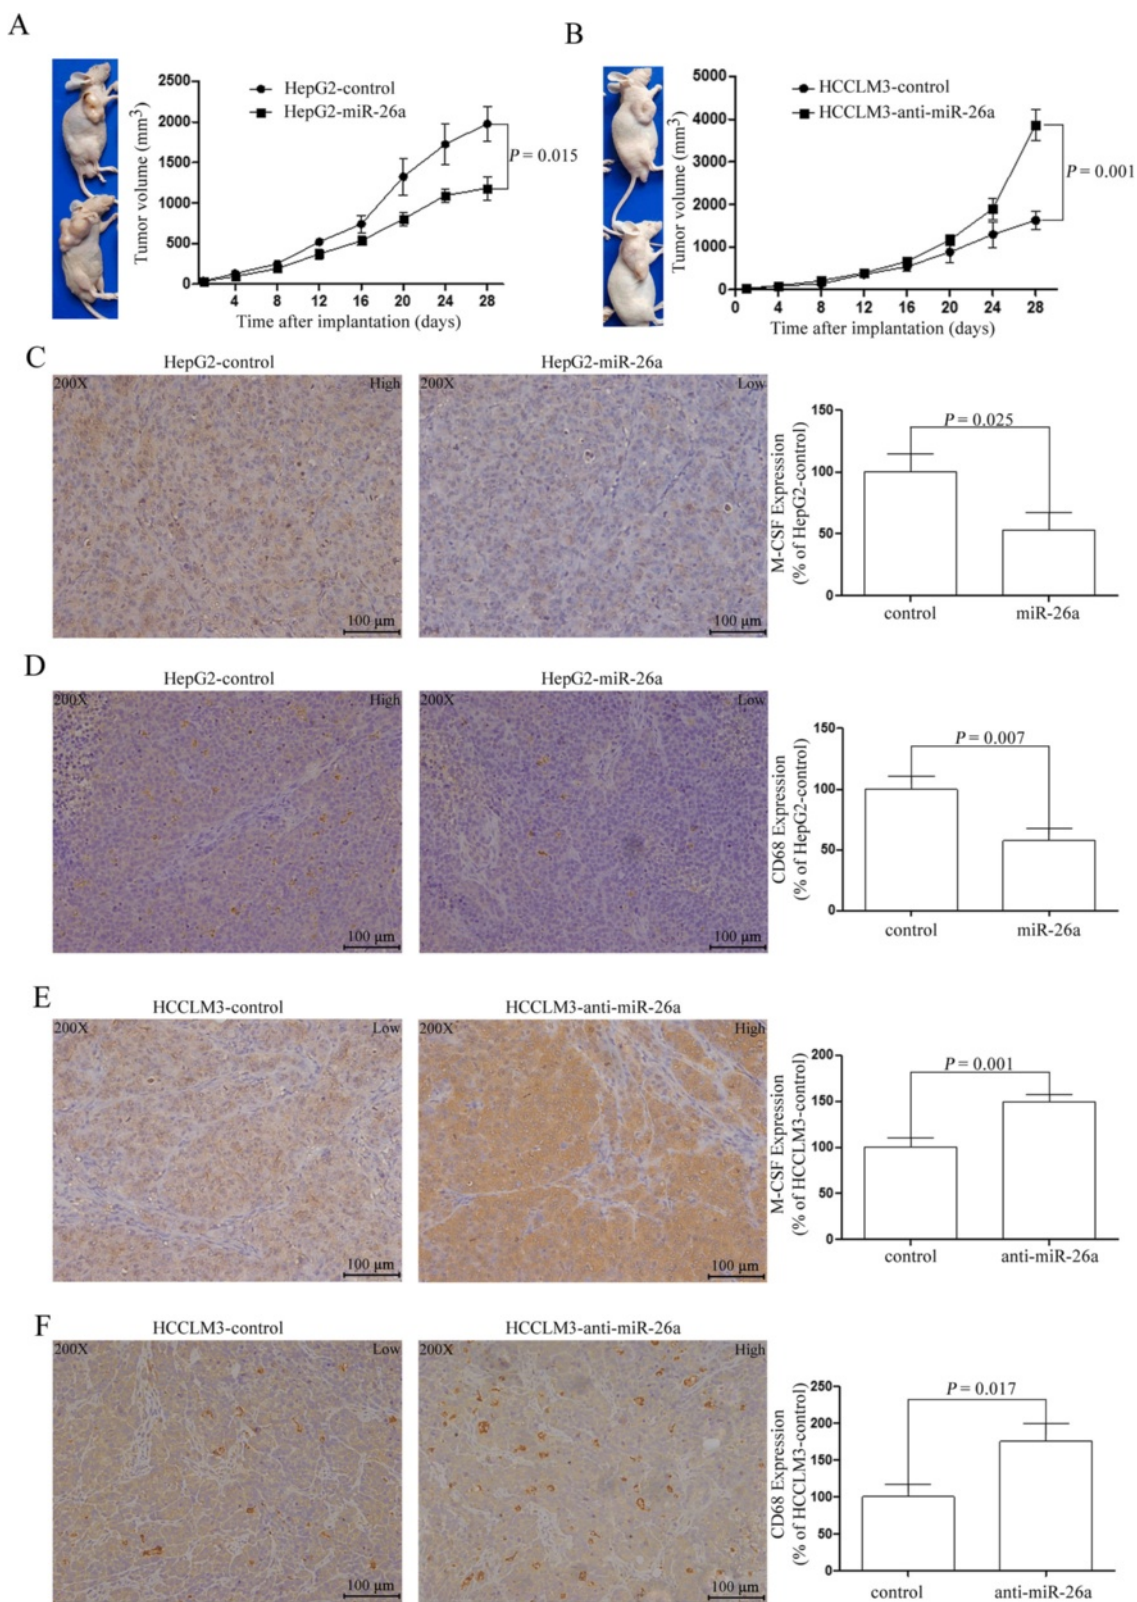 A
B
2500
2000
1500
1000
500
0
4
8
12
16
20
24
28
Tumor volume (mm³)
Time after implantation (days)
HepG2-control
HepG2-miR-26a
P = 0.015
5000
4000
3000
2000
1000
0
0
4
8
12
16
20
24
28
Tumor volume (mm³)
Time after implantation (days)
HCCLM3-control
HCCLM3-anti-miR-26a
P = 0.001
C
HepG2-control
200X
High
100 μm
HepG2-miR-26a
200X
Low
100 μm
M-CSF Expression
(% of HepG2-control)
150
100
50
0
P = 0.025
control
miR-26a
D
HepG2-control
200X
High
100 μm
HepG2-miR-26a
200X
Low
100 μm
CD68 Expression
(% of HepG2-control)
150
100
50
0
P = 0.007
control
miR-26a
E
HCCLM3-control
200X
Low
100 μm
HCCLM3-anti-miR-26a
200X
High
100 μm
M-CSF Expression
(% of HCCLM3-control)
200
150
100
50
0
P = 0.001
control
anti-miR-26a
F
HCCLM3-control
200X
Low
100 μm
HCCLM3-anti-miR-26a
200X
High
100 μm
CD68 Expression
(% of HCCLM3-control)
250
200
150
100
50
0
P = 0.017
control
anti-miR-26a